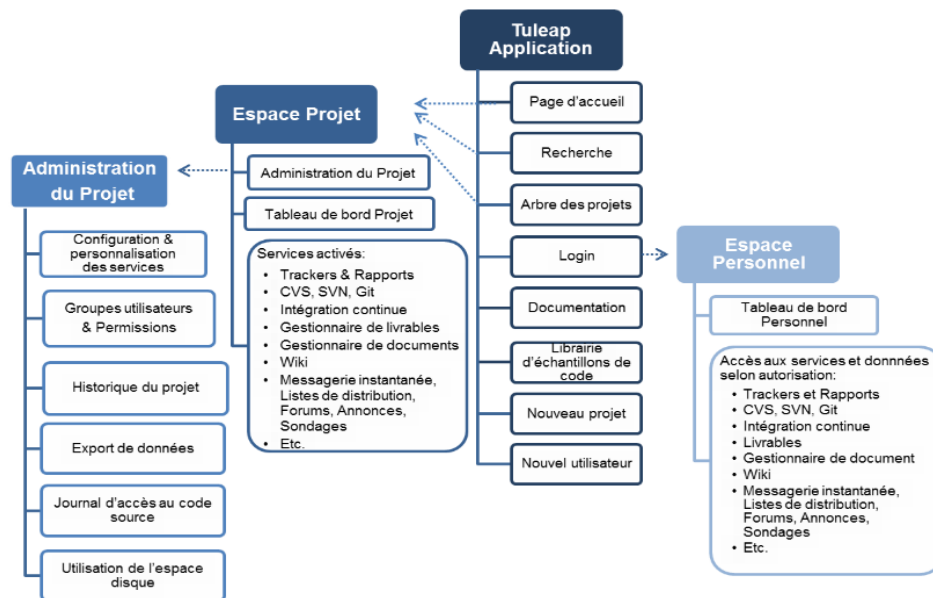 Tuleap
Application
Page d'accueil
Recherche
Arbre des projets
Login
Documentation
Librairie
d'échantillons de
code
Nouveau projet
Nouvel utilisateur
Espace Projet
Administration du Projet
Tableau de bord Projet
Services activés:
• Trackers & Rapports
• CVS, SVN, Git
• Intégration continue
• Gestionnaire de livrables
• Gestionnaire de documents
• Wiki
• Messagerie instantanée,
Listes de distribution,
Forums, Annonces,
Sondages
• Etc.
Administration
du Projet
Configuration &
personnalisation
des services
Groupes utilisateurs
& Permissions
Historique du projet
Export de données
Journal d'accès au code
source
Utilisation de l'espace
disque
Espace
Personnel
Tableau de bord
Personnel
Accès aux services et donnnées
selon autorisation:
• Trackers et Rapports
• CVS, SVN, Git
• Intégration continue
• Livrables
• Gestionnaire de document
• Wiki
• Messagerie instantanée,
Listes de distribution,
Forums, Annonces,
Sondages
• Etc.